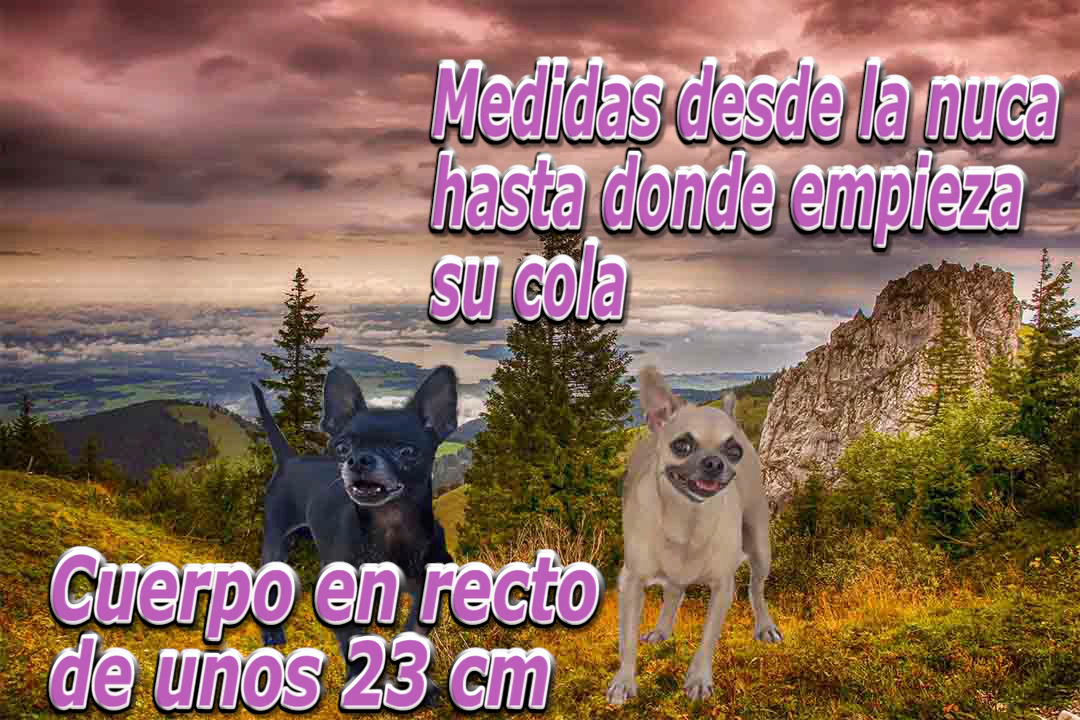 Medidas desde la nuca
hasta donde empieza
su cola
Cuerpo en recto
de unos 23 cm